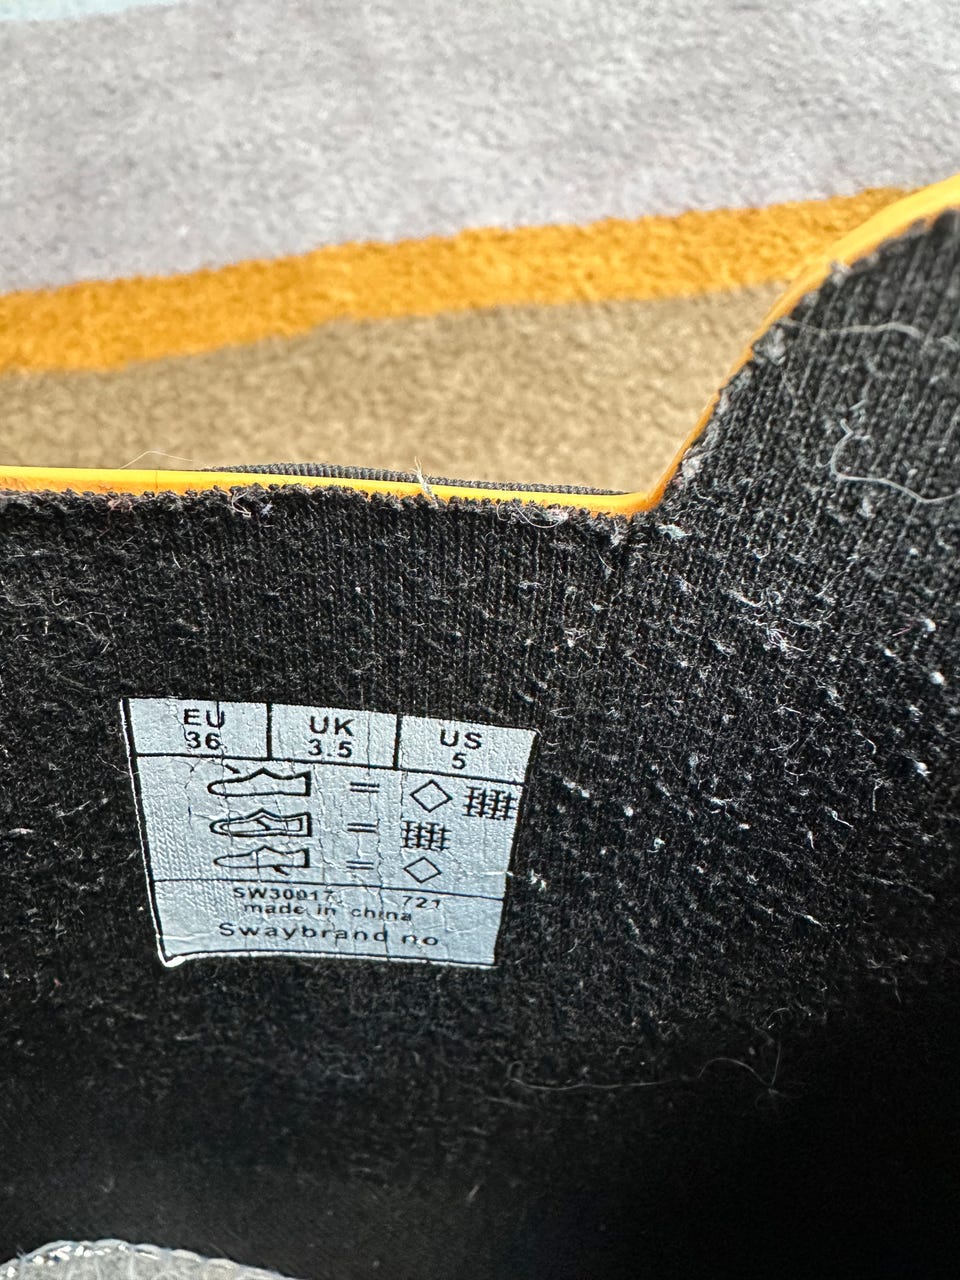 EU UK US
36 3.5 5
SW30017 721
made in china
Swaybrand no